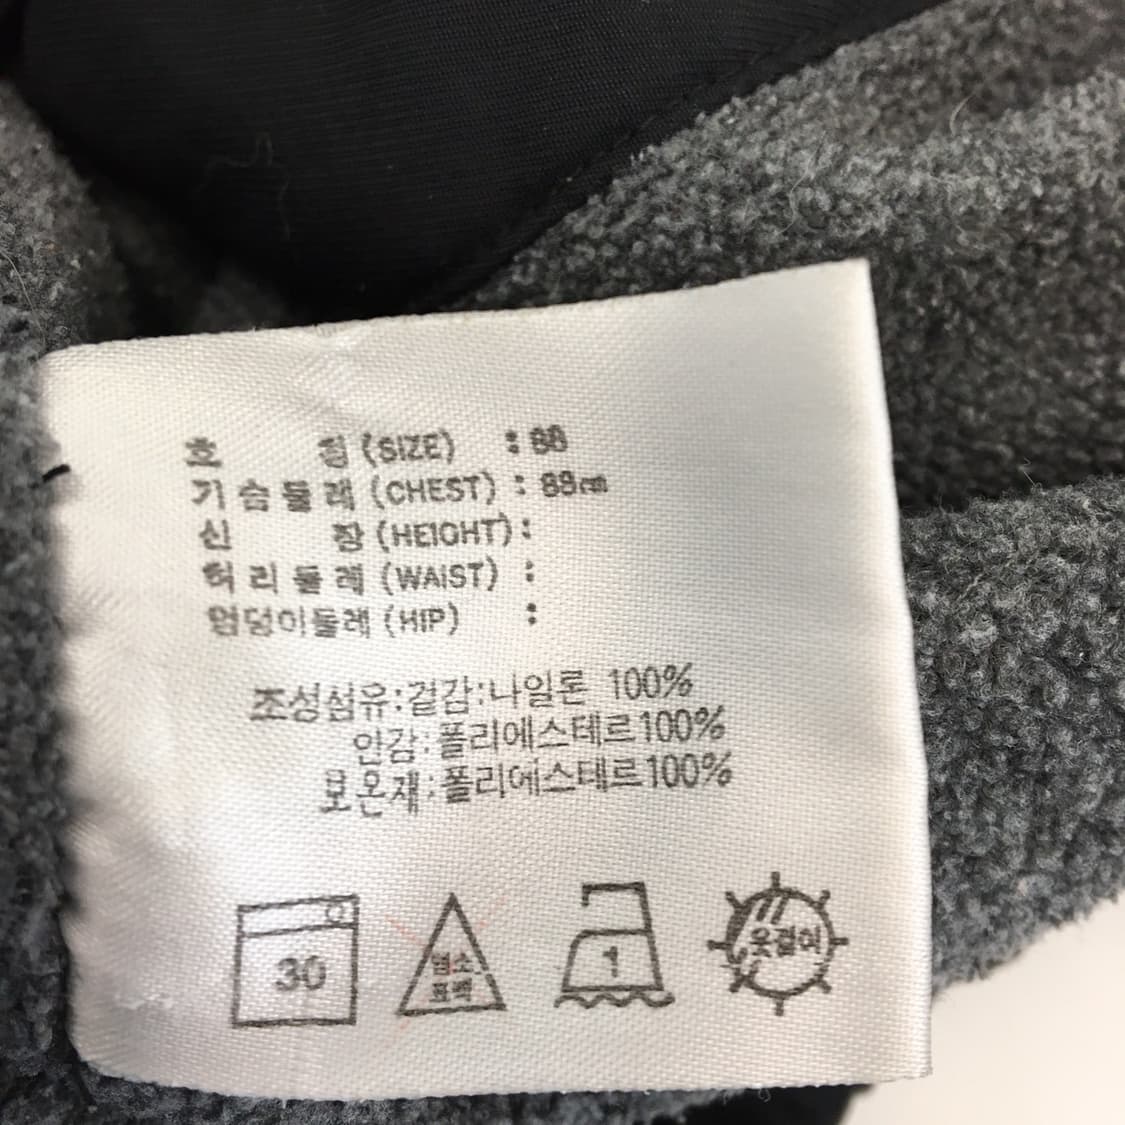 호 칭 (SIZE) : 88
기슴둘레 (CHEST) : 89cm
신 장 (HEIGHT) :
허리둘레 (WAIST) :
엉덩이둘레 (HIP) :
조성섬유:겉감:나일론 100%
안감:폴리에스테르100%
보온재:폴리에스테르100%
30
염소표백
1
옷걸이